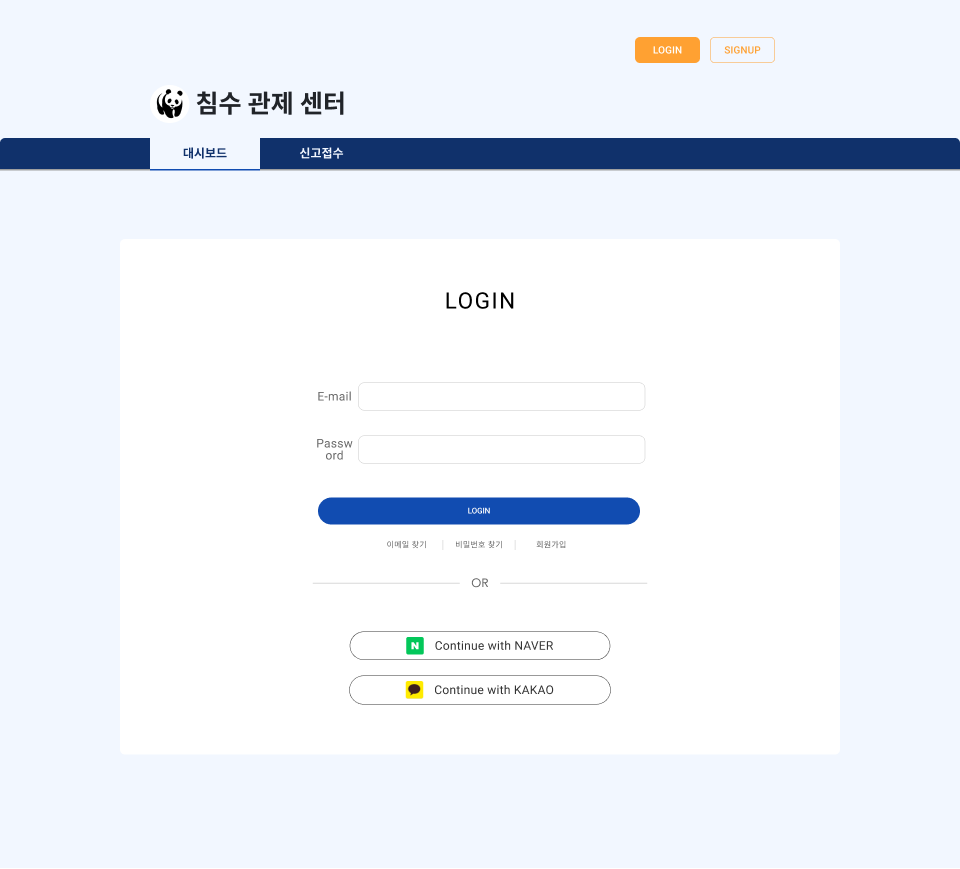 LOGIN
SIGNUP
침수 관제 센터
대시보드
신고접수
LOGIN
E-mail
Passw
ord
LOGIN
이메일 찾기
비밀번호 찾기
회원가입
OR
N
Continue with NAVER
Continue with KAKAO